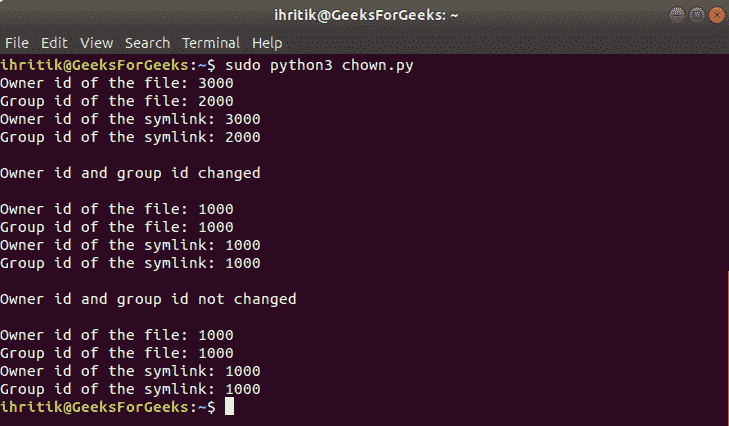 ihritik@GeeksForGeeks: ~
File Edit View Search Terminal Help
ihritik@GeeksForGeeks:~$ sudo python3 chown.py
Owner id of the file: 3000
Group id of the file: 2000
Owner id of the symlink: 3000
Group id of the symlink: 2000
Owner id and group id changed
Owner id of the file: 1000
Group id of the file: 1000
Owner id of the symlink: 1000
Group id of the symlink: 1000
Owner id and group id not changed
Owner id of the file: 1000
Group id of the file: 1000
Owner id of the symlink: 1000
Group id of the symlink: 1000
ihritik@GeeksForGeeks:~$